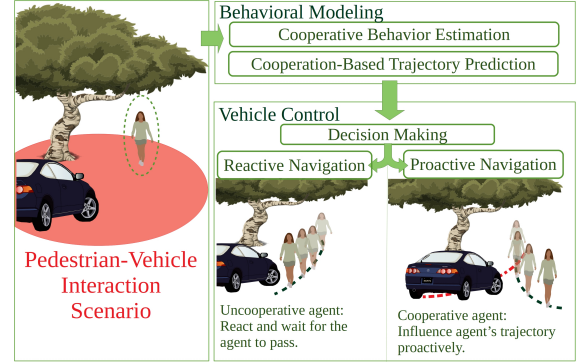 Pedestrian-Vehicle
Interaction
Scenario
Behavioral Modeling
Cooperative Behavior Estimation
Cooperation-Based Trajectory Prediction
Vehicle Control
Decision Making
Reactive Navigation
Proactive Navigation
Uncooperative agent:
React and wait for the
agent to pass.
Cooperative agent:
Influence agent's trajectory
proactively.